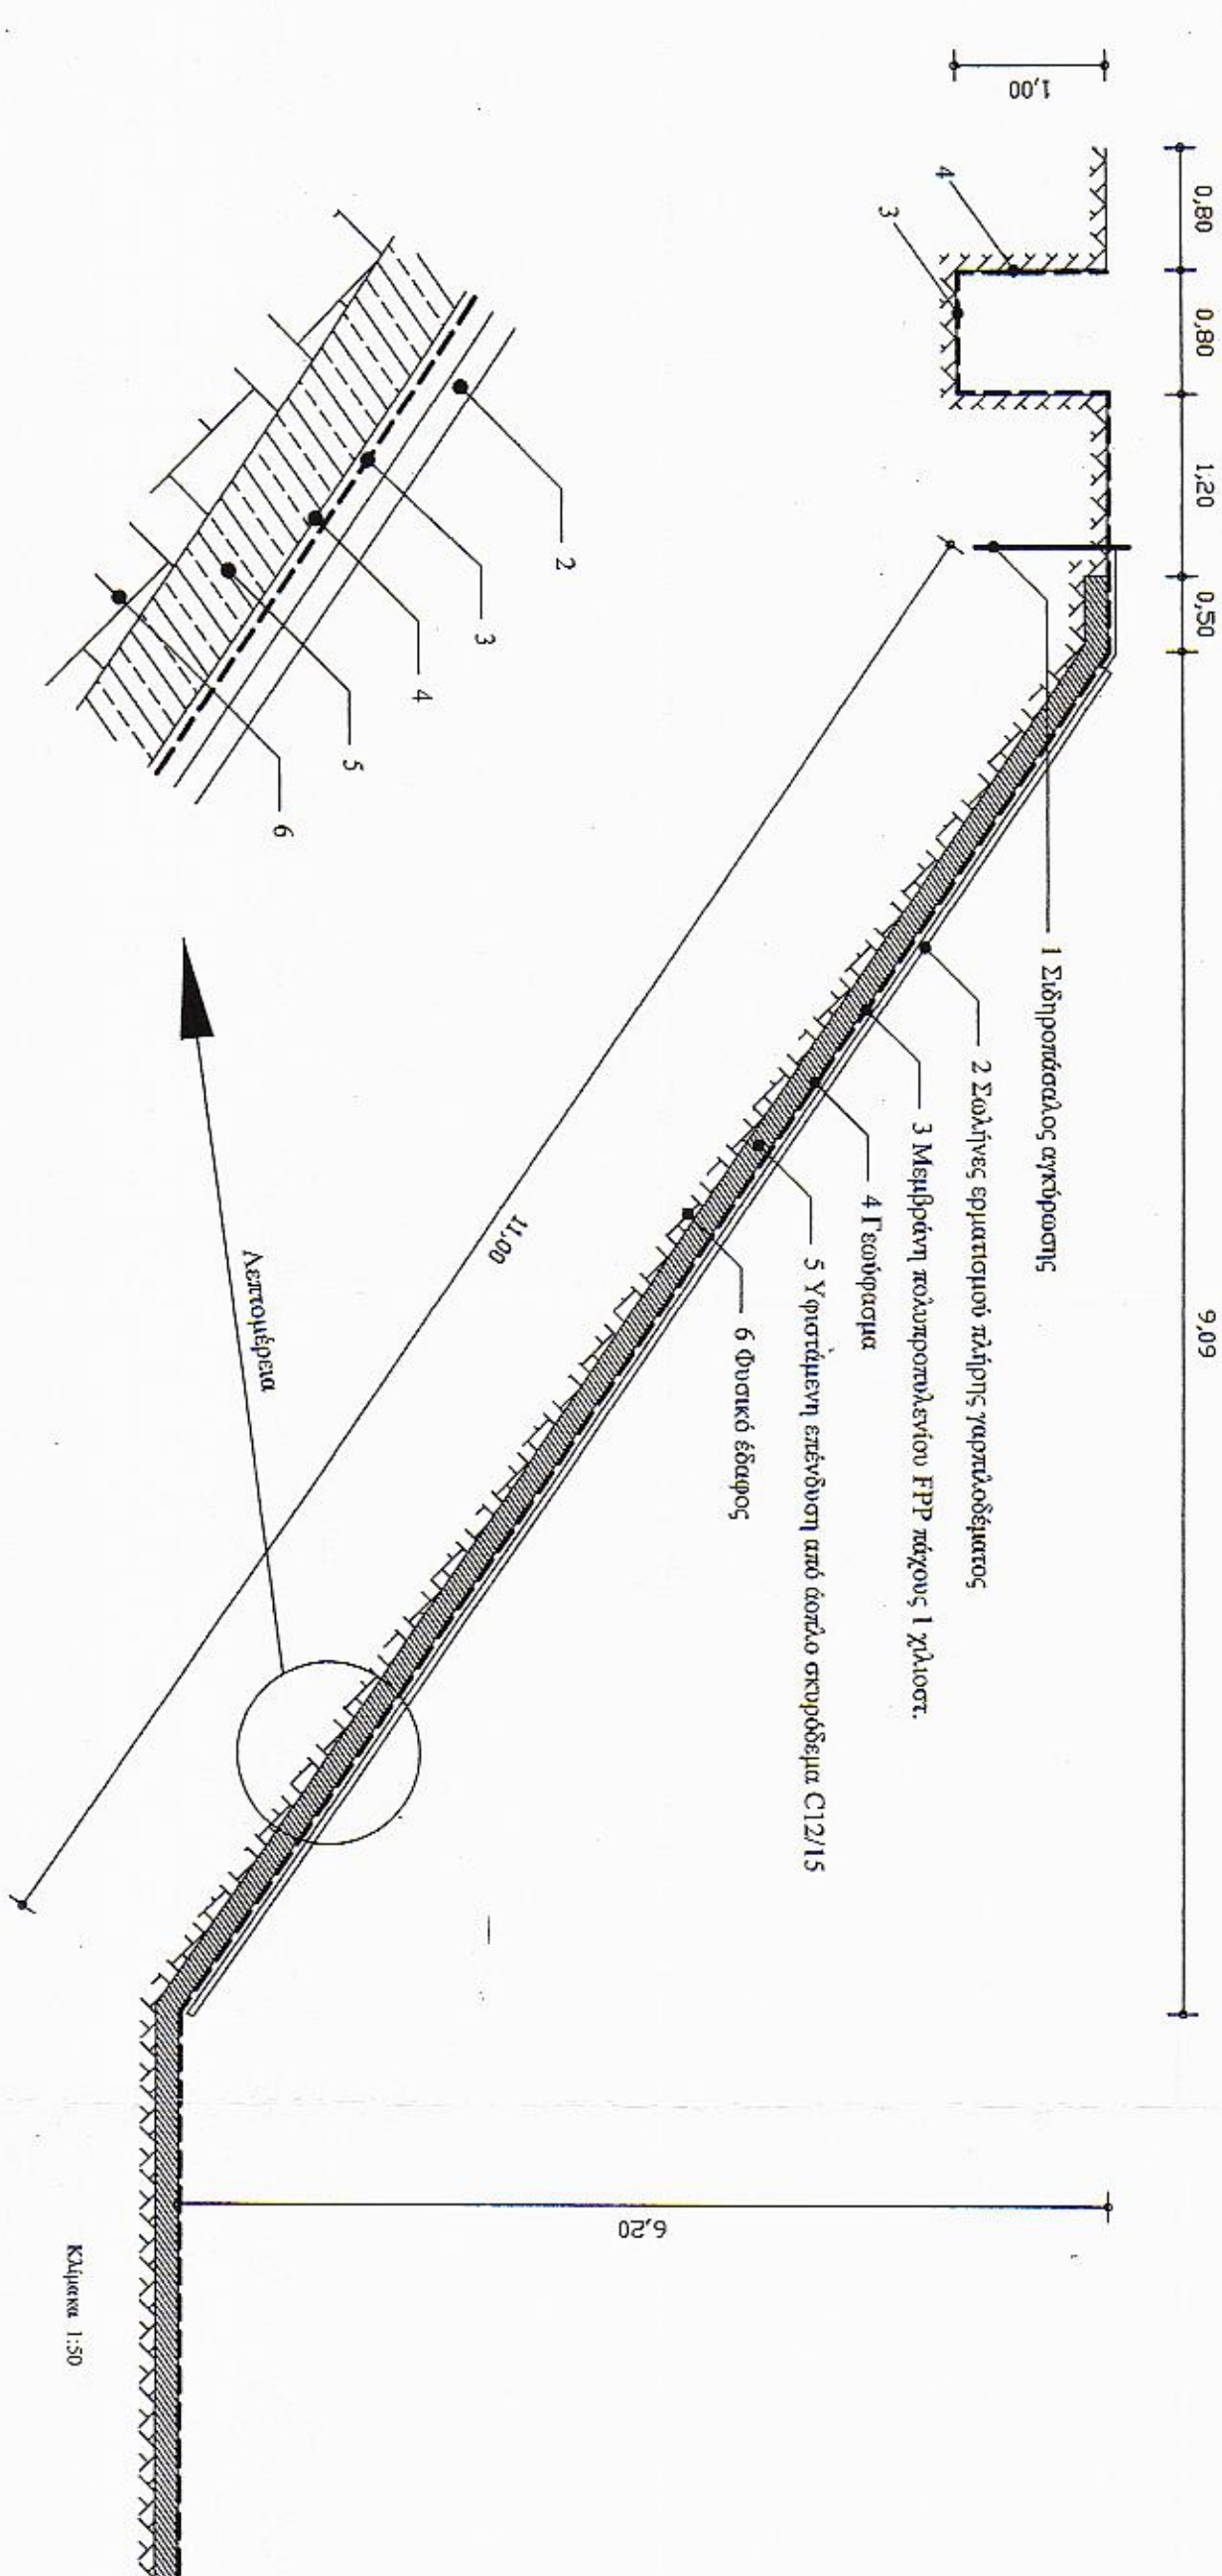 0,80
0,80
1,20
0,50
9,09
1,00
4
3
1 Σιδηροπάσαλος αγκύρωσης
2 Σωλήνες ερματισμού πλήρης γαρπιλοδέματος
3 Μεμβράνη πολυπροπυλενίου FPP πάχους 1 χιλιοστ.
4 Γεωύφασμα
5 Υφιστάμενη επένδυση από άοπλο σκυρόδεμα C12/15
6 Φυσικό έδαφος
11,00
6,20
2
3
4
5
6
Λεπτομέρεια
Κλίμακα 1:50